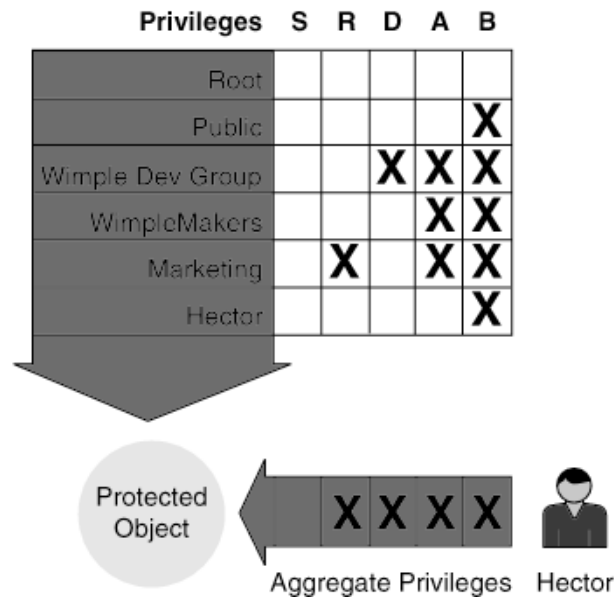 Privileges S R D A B
Root
Public X
Wimple Dev Group X X X
WimpleMakers X X
Marketing X X X
Hector X
Protected
Object
X X X X
Aggregate Privileges Hector